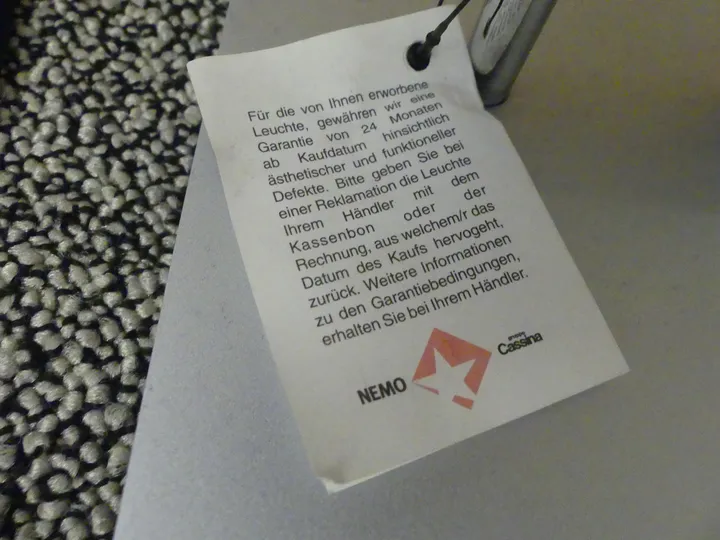 Für die von Ihnen erworbene
Leuchte, gewähren wir eine
Garantie von 24 Monaten
ab Kaufdatum hinsichtlich
ästhetischer und funktioneller
Defekte. Bitte geben Sie bei
einer Reklamation die Leuchte
Ihrem Händler mit dem
Kassenbon oder der
Rechnung, aus welchem/r das
Datum des Kaufs hervogeht,
zurück. Weitere Informationen
zu den Garantiebedingungen,
erhalten Sie bei Ihrem Händler.
NEMO
Cassina